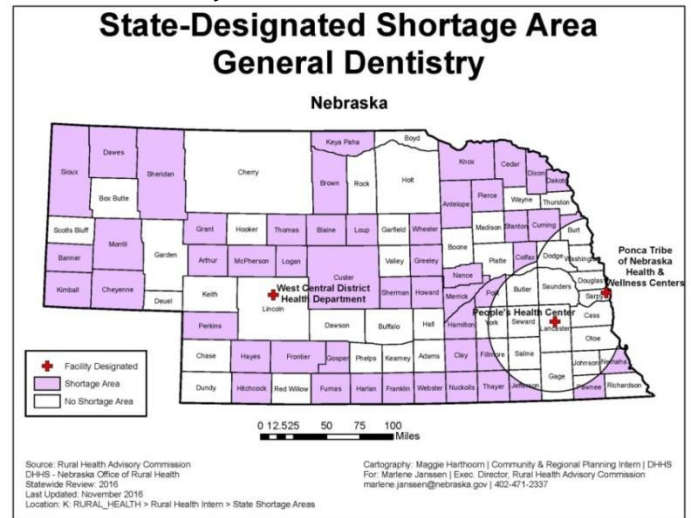 State-Designated Shortage Area
General Dentistry
Nebraska
Keya Paha
Boyd
Dawes
Sioux
Sheridan
Cherry
Brown
Rock
Holt
Knox
Cedar
Dixon
Dakota
Box Butte
Antelope
Pierce
Wayne
Thurston
Scotts Bluff
Morrill
Garden
Grant
Hooker
Thomas
Blaine
Loup
Garfield
Wheeler
Boone
Madison
Stanton
Cuming
Burt
Banner
Arthur
McPherson
Logan
Custer
Valley
Greeley
Platte
Colfax
Dodge
Washington
Ponca Tribe
of Nebraska
Health &
Wellness Centers
Kimball
Cheyenne
Deuel
Keith
Lincoln
West Central District
Health Department
Sherman
Howard
Nance
Merrick
Polk
Butler
Saunders
Douglas
Sarpy
Perkins
Dawson
Buffalo
Hall
Hamilton
York
Seward
People's Health Center
Lancaster
Cass
Otoe
Chase
Hayes
Frontier
Gosper
Phelps
Kearney
Adams
Clay
Fillmore
Saline
Gage
Johnson
Nemaha
Dundy
Hitchcock
Red Willow
Furnas
Harlan
Franklin
Webster
Nuckolls
Thayer
Jefferson
Pawnee
Richardson
Facility Designated
Shortage Area
No Shortage Area
0 12.525 50 75 100
Miles
Source: Rural Health Advisory Commission
DHHS - Nebraska Office of Rural Health
Statewide Review: 2016
Last Updated: November 2016
Location: K: RURAL_HEALTH > Rural Health Intern > State Shortage Areas
Cartography: Maggie Harthoorn | Community & Regional Planning Intern | DHHS
For: Marlene Janssen | Exec. Director, Rural Health Advisory Commission
marlene.janssen@nebraska.gov | 402-471-2337